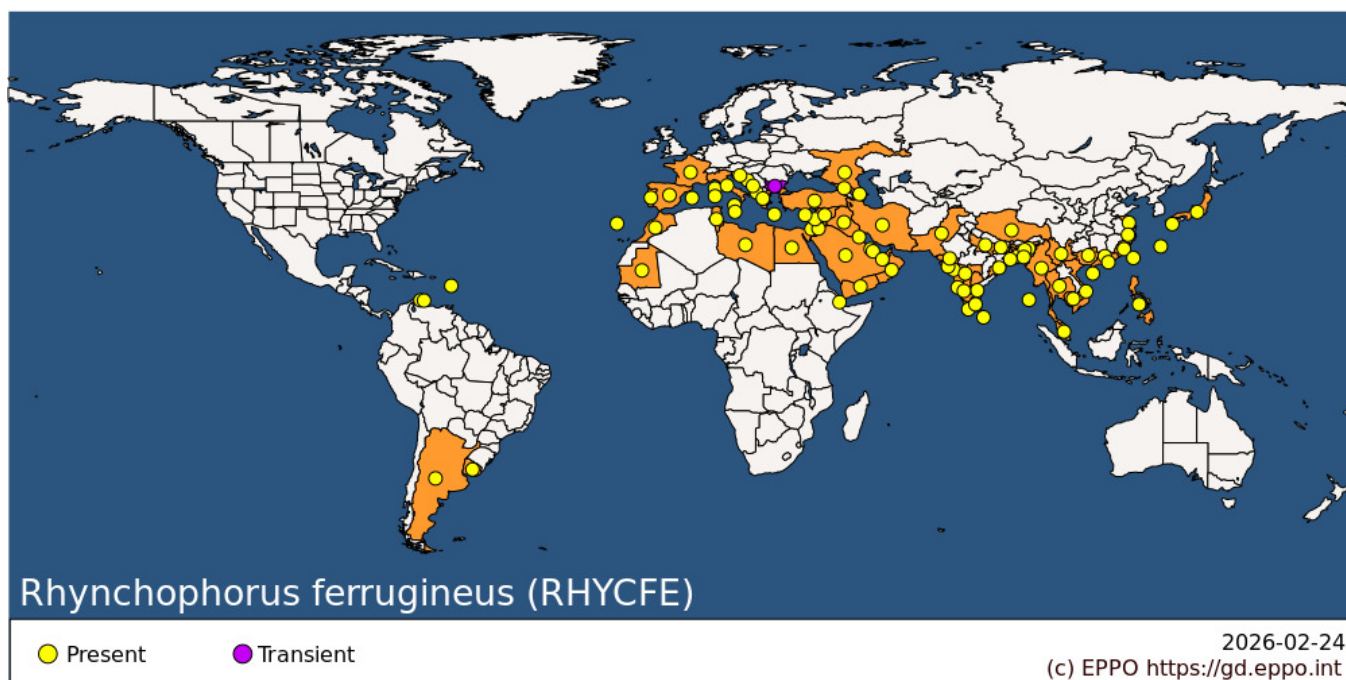 Rhynchophorus ferrugineus (RHYCFE)
Present
Transient
2026-02-24
(c) EPPO https://gd.eppo.int